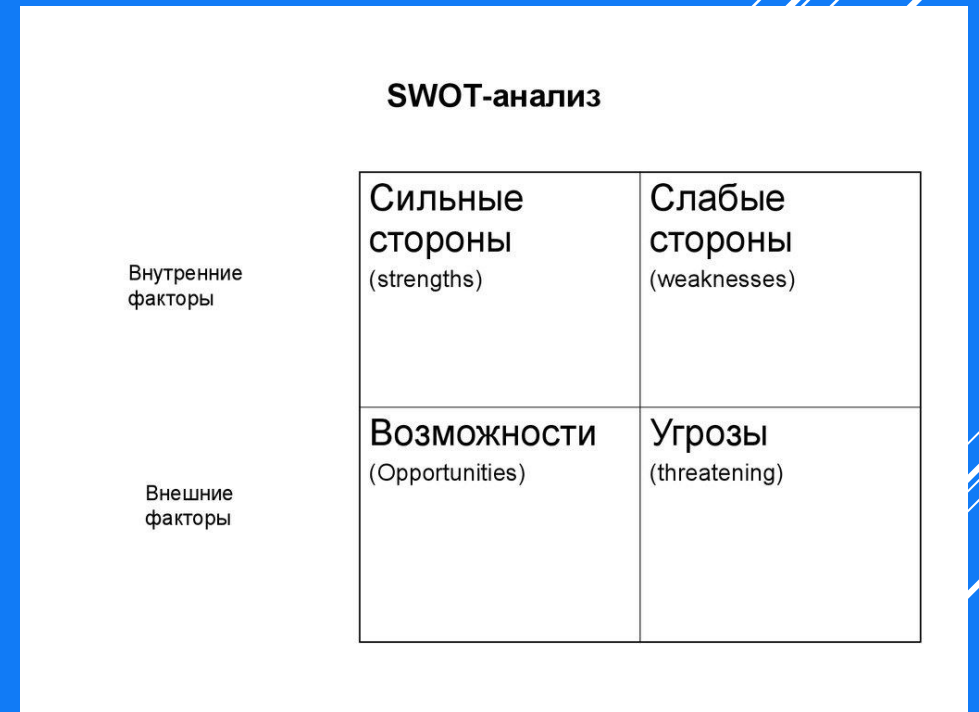 SWOT-анализ
Сильные
стороны
(strengths)
Слабые
стороны
(weaknesses)
Внутренние
факторы
Возможности
(Opportunities)
Угрозы
(threatening)
Внешние
факторы